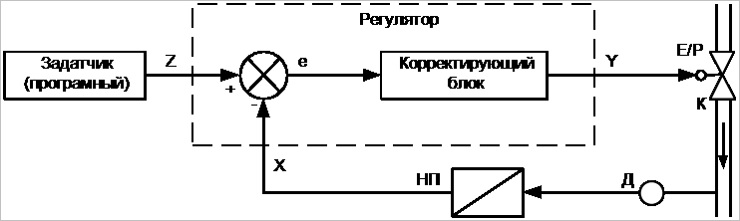 Регулятор
Задатчик
(програмный)
Z
+
-
e
Корректирующий
блок
Y
E/P
К
X
НП
Д